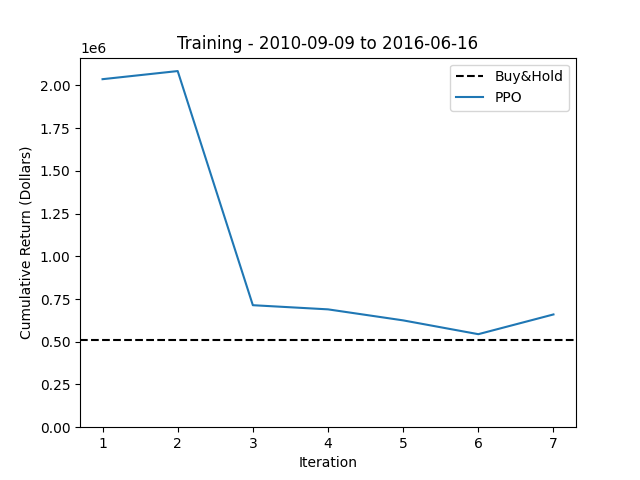 Training - 2010-09-09 to 2016-06-16
1e6
2.00
1.75
1.50
1.25
1.00
0.75
0.50
0.25
0.00
Cumulative Return (Dollars)
Buy&Hold
PPO
1 2 3 4 5 6 7
Iteration